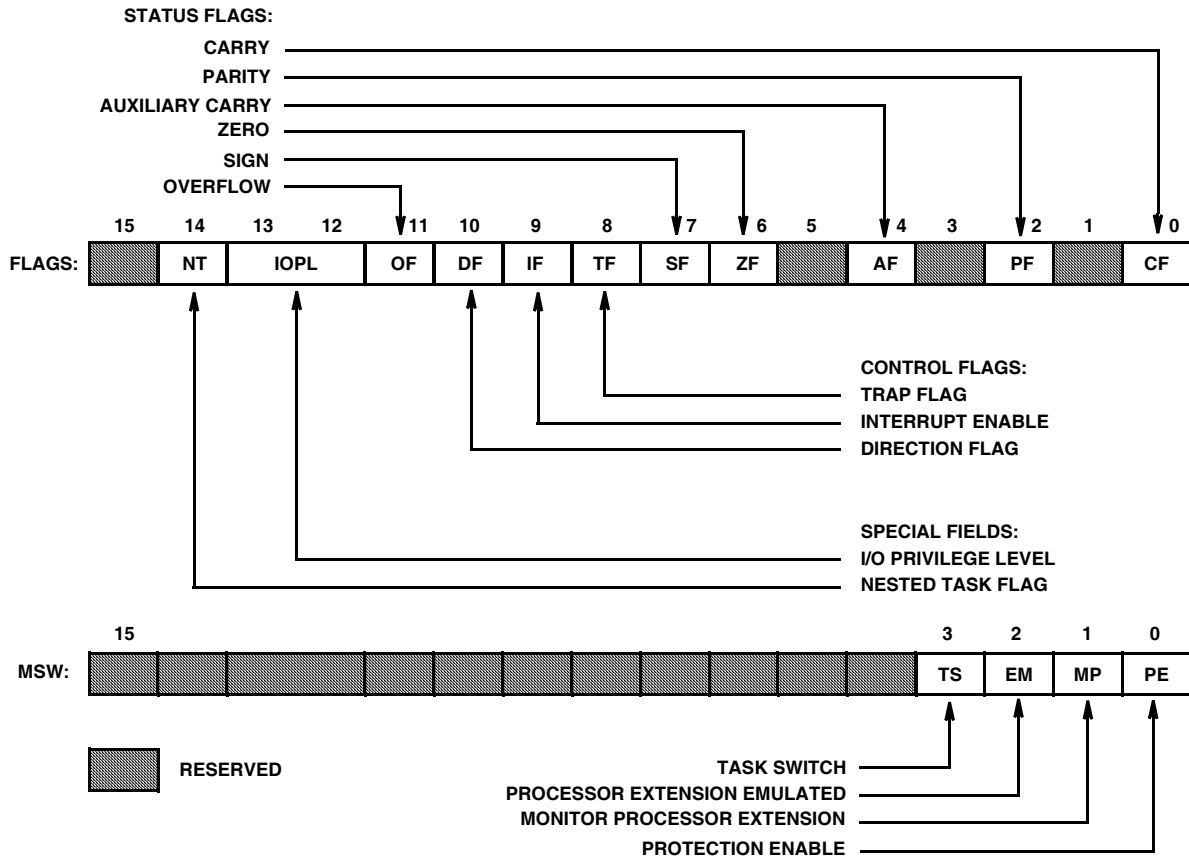 STATUS FLAGS:
CARRY
PARITY
AUXILIARY CARRY
ZERO
SIGN
OVERFLOW
15 14 13 12 11 10 9 8 7 6 5 4 3 2 1 0
FLAGS: NT IOPL OF DF IF TF SF ZF AF PF CF
CONTROL FLAGS:
TRAP FLAG
INTERRUPT ENABLE
DIRECTION FLAG
SPECIAL FIELDS:
I/O PRIVILEGE LEVEL
NESTED TASK FLAG
15 3 2 1 0
MSW: TS EM MP PE
RESERVED
TASK SWITCH
PROCESSOR EXTENSION EMULATED
MONITOR PROCESSOR EXTENSION
PROTECTION ENABLE